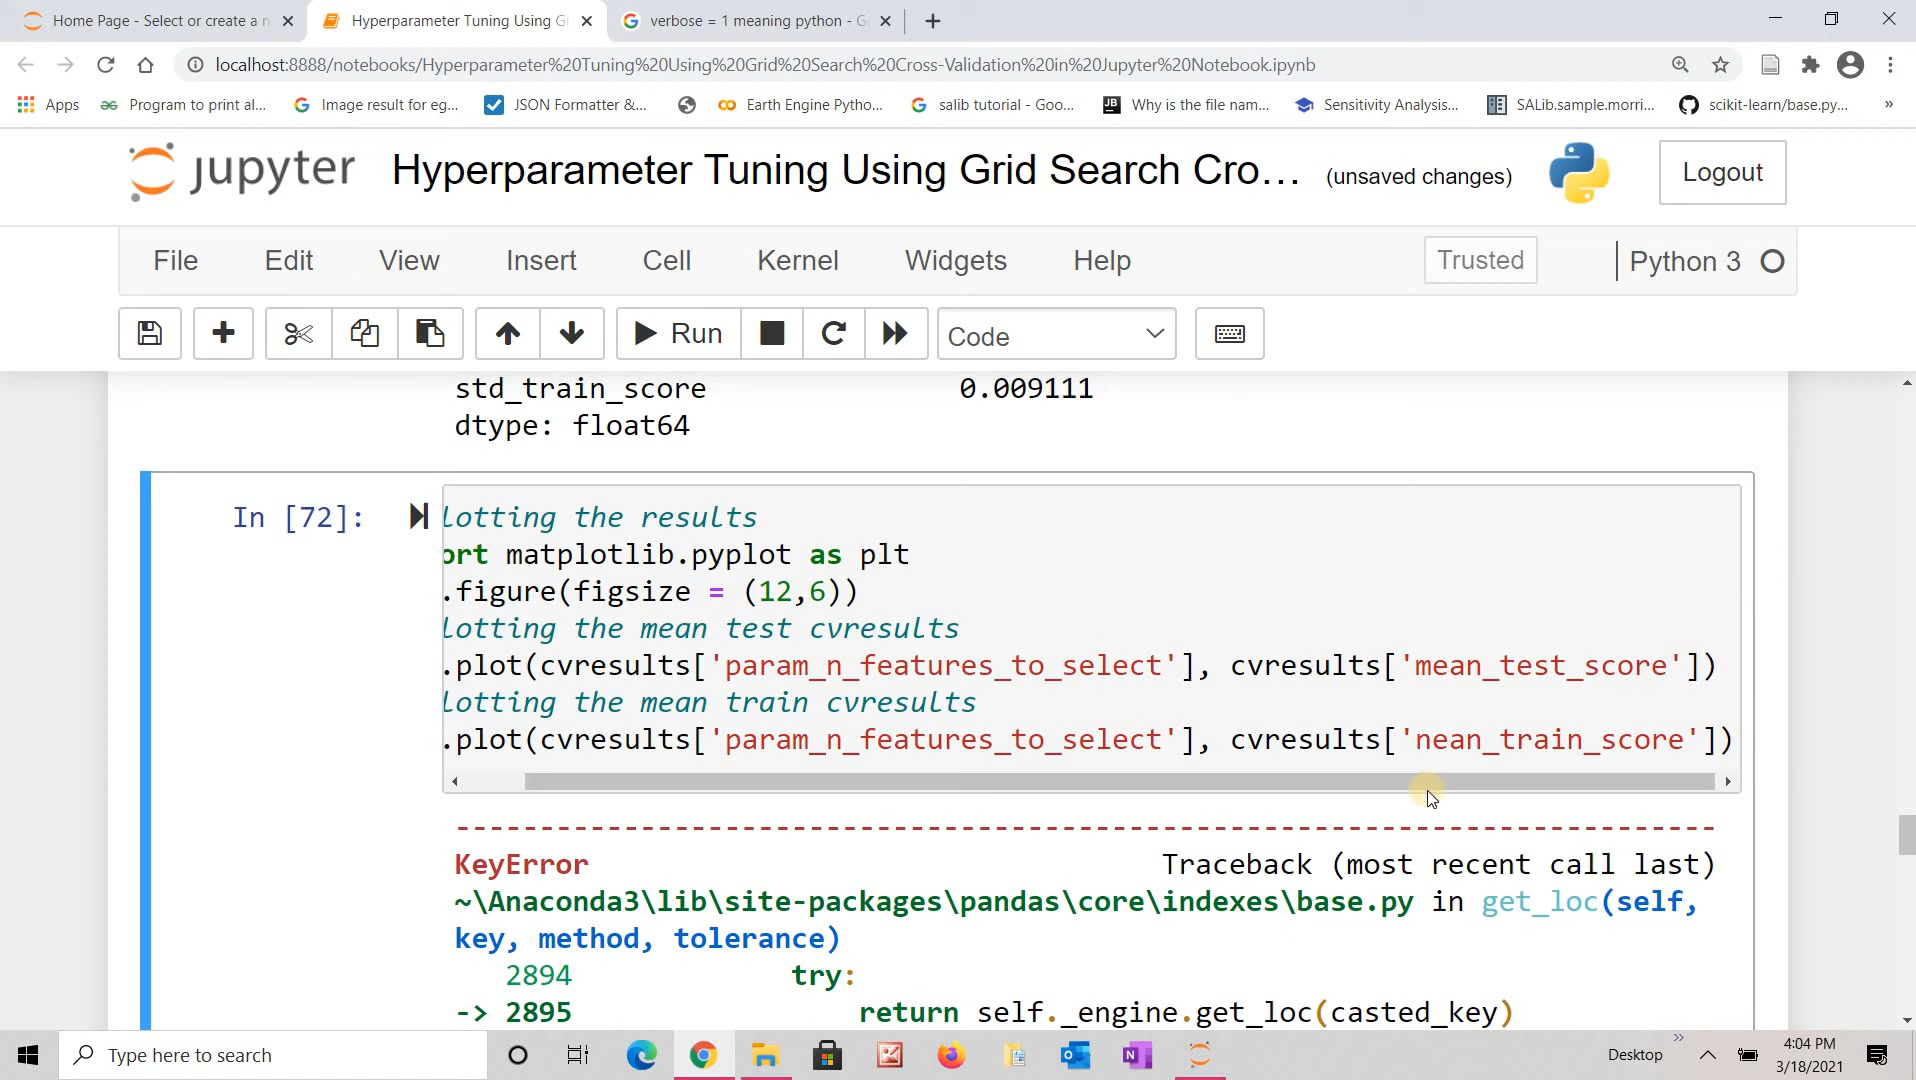 Home Page - Select or create a n
Hyperparameter Tuning Using G
verbose = 1 meaning python - G
localhost:8888/notebooks/Hyperparameter%20Tuning%20Using%20Grid%20Search%20Cross-Validation%20in%20Jupyter%20Notebook.ipynb
Apps
Program to print al...
Image result for eg...
JSON Formatter &...
Earth Engine Pytho...
salib tutorial - Goo...
Why is the file nam...
Sensitivity Analysis...
SALib.sample.morri...
scikit-learn/base.py...
»
jupyter Hyperparameter Tuning Using Grid Search Cro... (unsaved changes)
Logout
File Edit View Insert Cell Kernel Widgets Help
Trusted
Python 3
Run
Code
std_train_score 0.009111
dtype: float64
In [72]:
lotting the results
ort matplotlib.pyplot as plt
.figure(figsize = (12,6))
lotting the mean test cvresults
.plot(cvresults['param_n_features_to_select'], cvresults['mean_test_score'])
lotting the mean train cvresults
.plot(cvresults['param_n_features_to_select'], cvresults['nean_train_score'])
---------------------------------------------------------------------------
KeyError Traceback (most recent call last)
~\Anaconda3\lib\site-packages\pandas\core\indexes\base.py in get_loc(self,
key, method, tolerance)
2894 try:
-> 2895 return self._engine.get_loc(casted_key)
Type here to search
Desktop
»
4:04 PM
3/18/2021